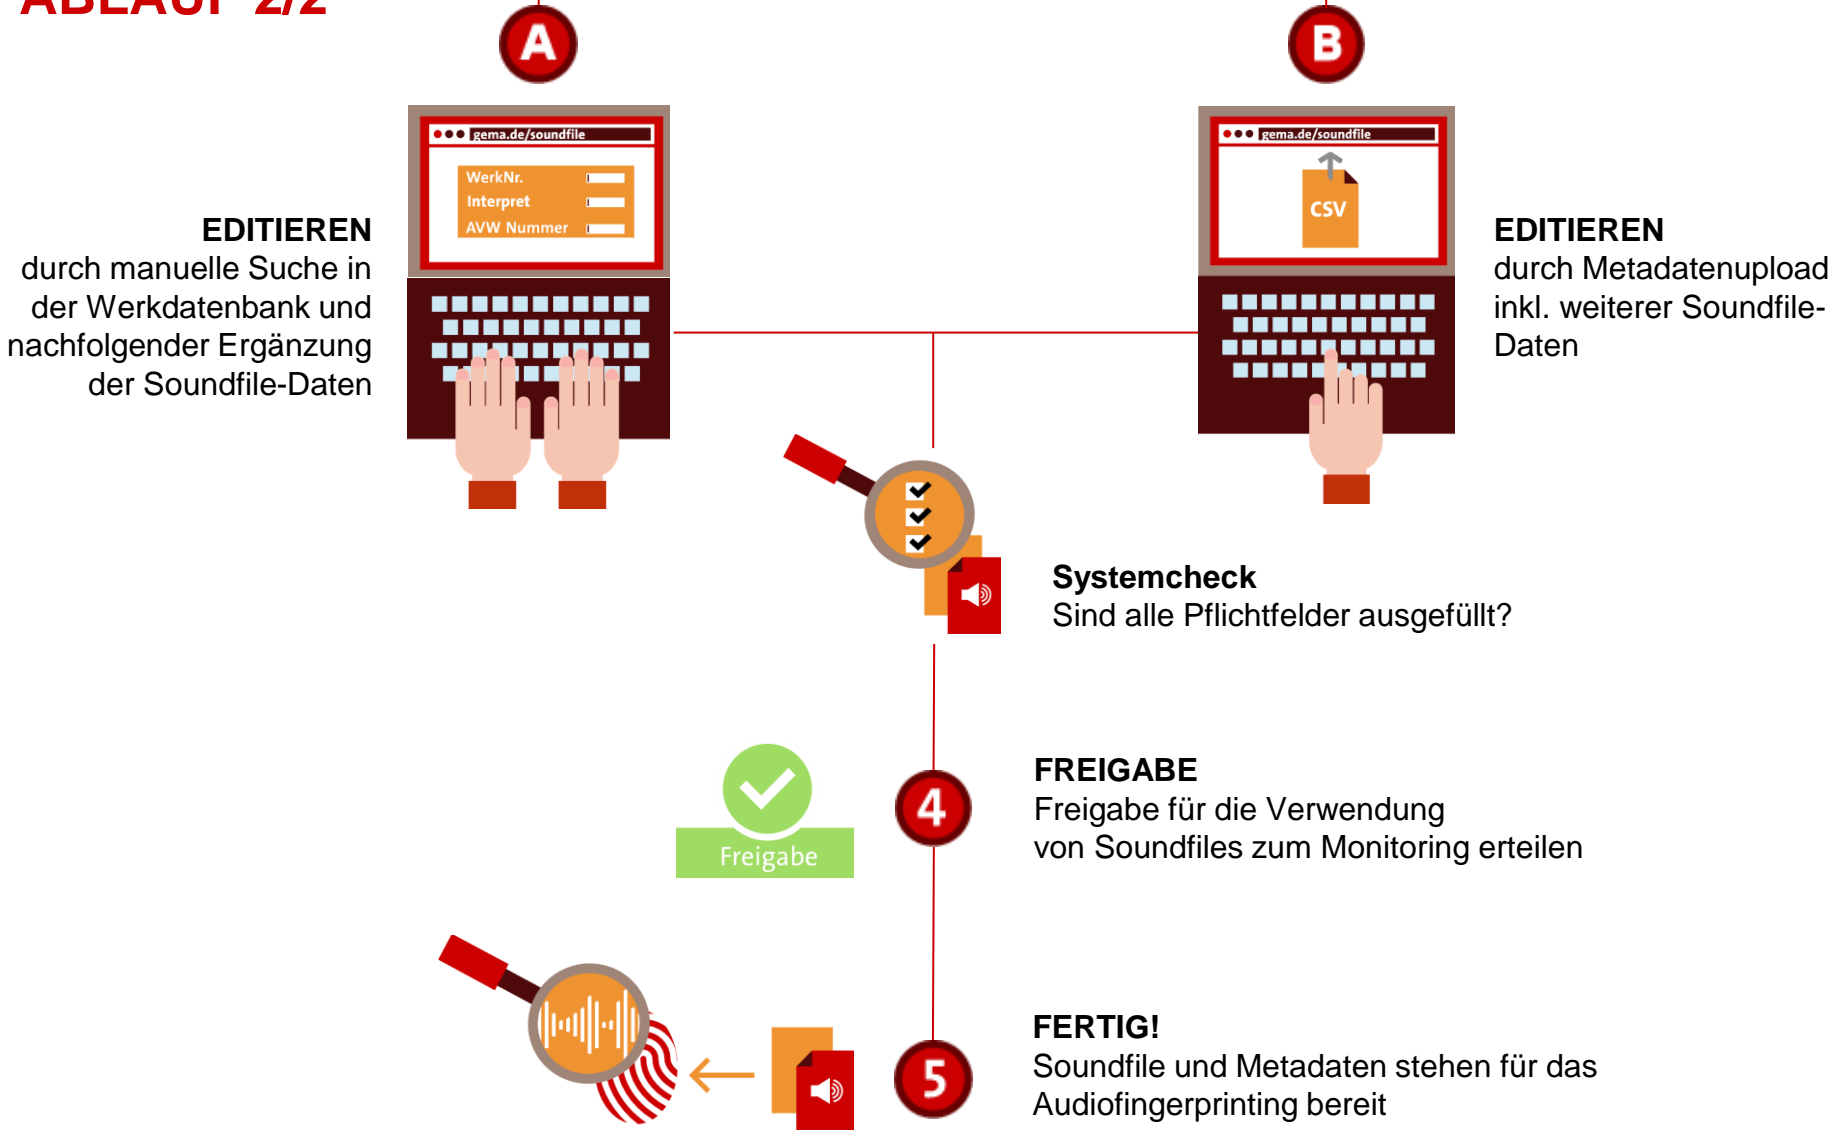 ABLAUF 2/2
A
B
gema.de/soundfile
WerkNr.
Interpret
AVW Nummer
EDITIEREN
durch manuelle Suche in
der Werkdatenbank und
nachfolgender Ergänzung
der Soundfile-Daten
gema.de/soundfile
CSV
EDITIEREN
durch Metadatenupload
inkl. weiterer Soundfile-
Daten
Systemcheck
Sind alle Pflichtfelder ausgefüllt?
Freigabe
4
FREIGABE
Freigabe für die Verwendung
von Soundfiles zum Monitoring erteilen
5
FERTIG!
Soundfile und Metadaten stehen für das
Audiofingerprinting bereit